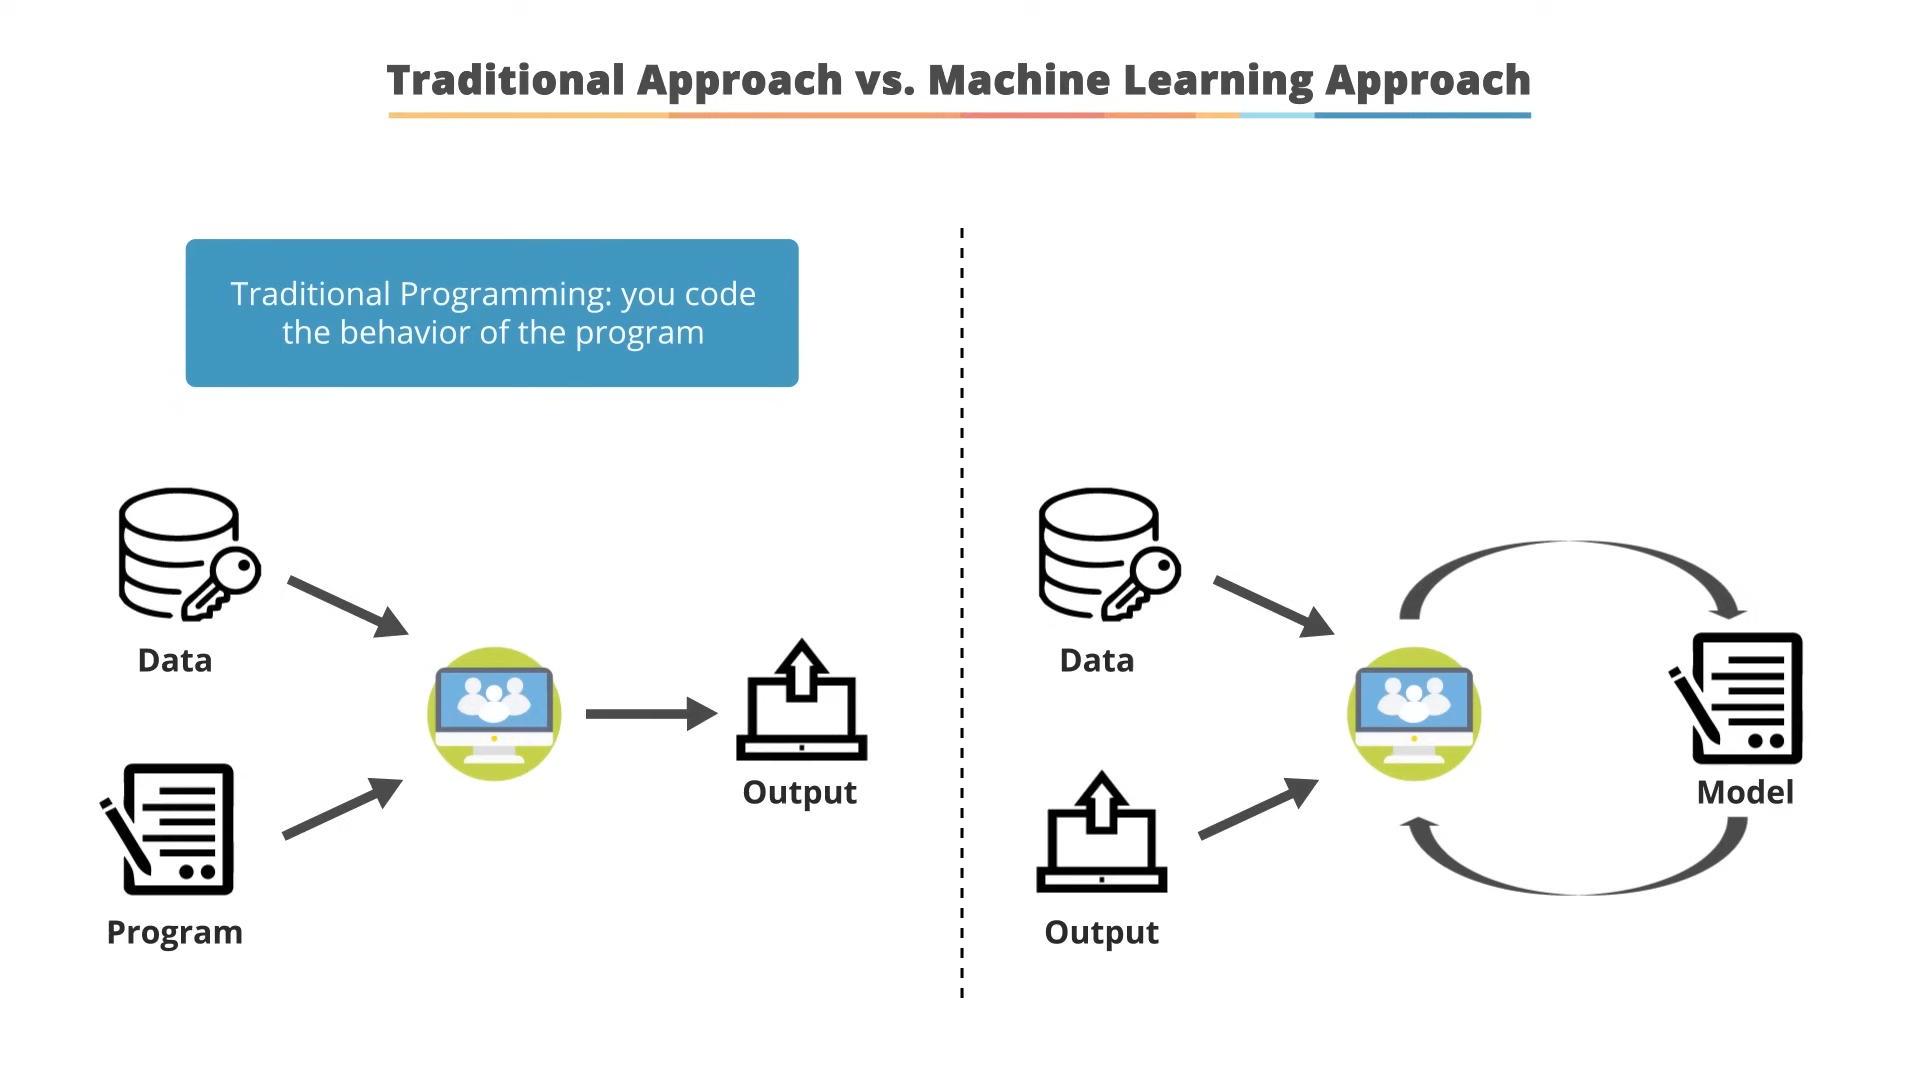 Traditional Approach vs. Machine Learning Approach
Traditional Programming: you code
the behavior of the program
Data
Program
Output
Data
Output
Model